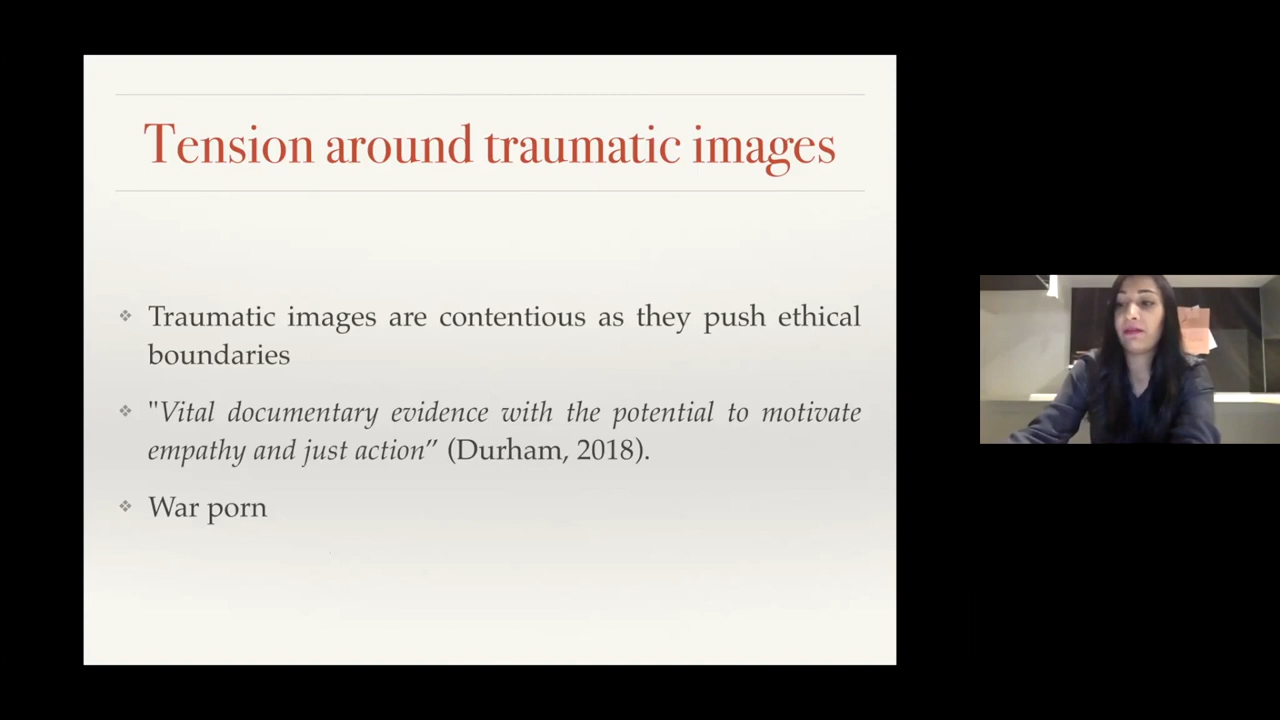 Tension around traumatic images
Traumatic images are contentious as they push ethical
boundaries
"Vital documentary evidence with the potential to motivate
empathy and just action” (Durham, 2018).
War porn